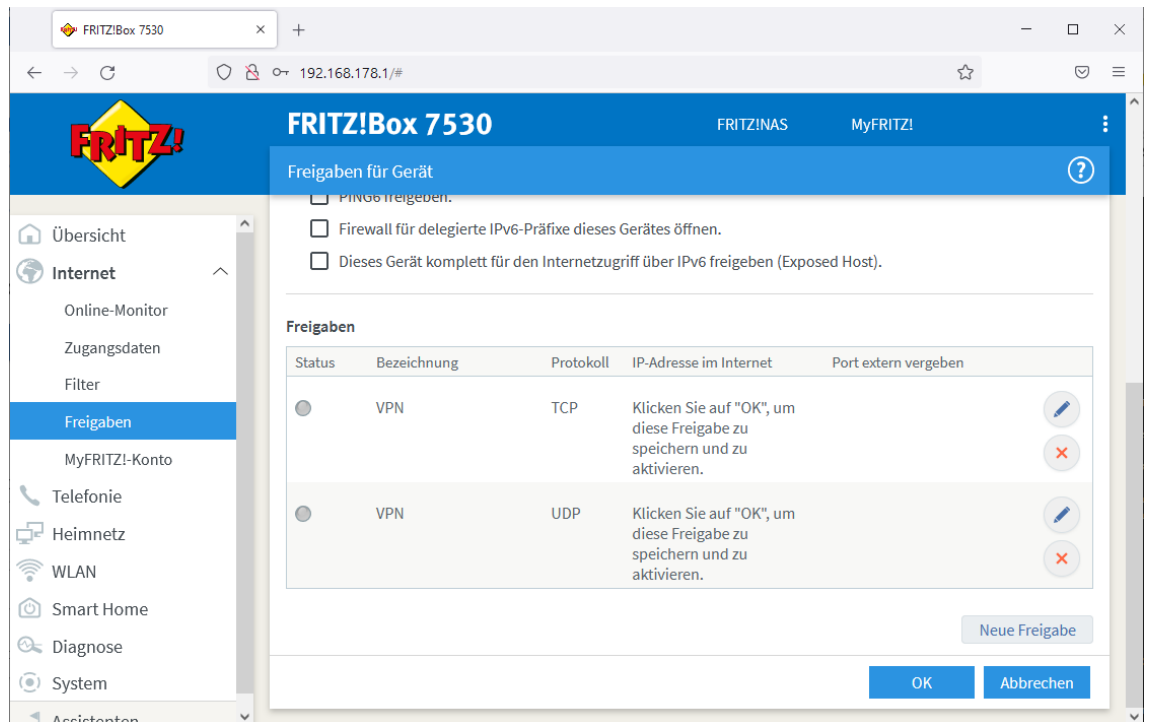 FRITZ!Box 7530
192.168.178.1/#
FRITZ!
FRITZ!Box 7530
FRITZ!NAS
MyFRITZ!
Freigaben für Gerät
?
Übersicht
Internet
Online-Monitor
Zugangsdaten
Filter
Freigaben
MyFRITZ!-Konto
Telefonie
Heimnetz
WLAN
Smart Home
Diagnose
System
Assistenten
PING6 freigeben.
Firewall für delegierte IPv6-Präfixe dieses Gerätes öffnen.
Dieses Gerät komplett für den Internetzugriff über IPv6 freigeben (Exposed Host).
Freigaben
Status Bezeichnung Protokoll IP-Adresse im Internet Port extern vergeben
VPN TCP Klicken Sie auf "OK", um
diese Freigabe zu
speichern und zu
aktivieren.
VPN UDP Klicken Sie auf "OK", um
diese Freigabe zu
speichern und zu
aktivieren.
Neue Freigabe
OK
Abbrechen